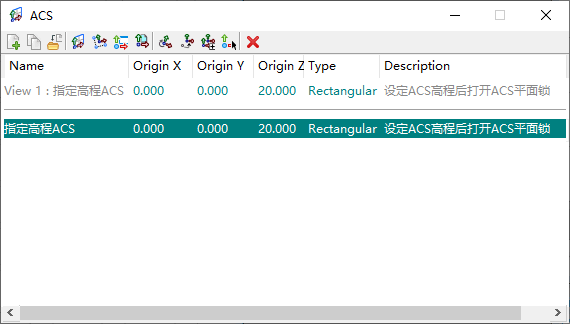 ACS
Name Origin X Origin Y Origin Z Type Description
View 1 : 指定高程ACS 0.000 0.000 20.000 Rectangular 设定ACS高程后打开ACS平面锁
指定高程ACS 0.000 0.000 20.000 Rectangular 设定ACS高程后打开ACS平面锁